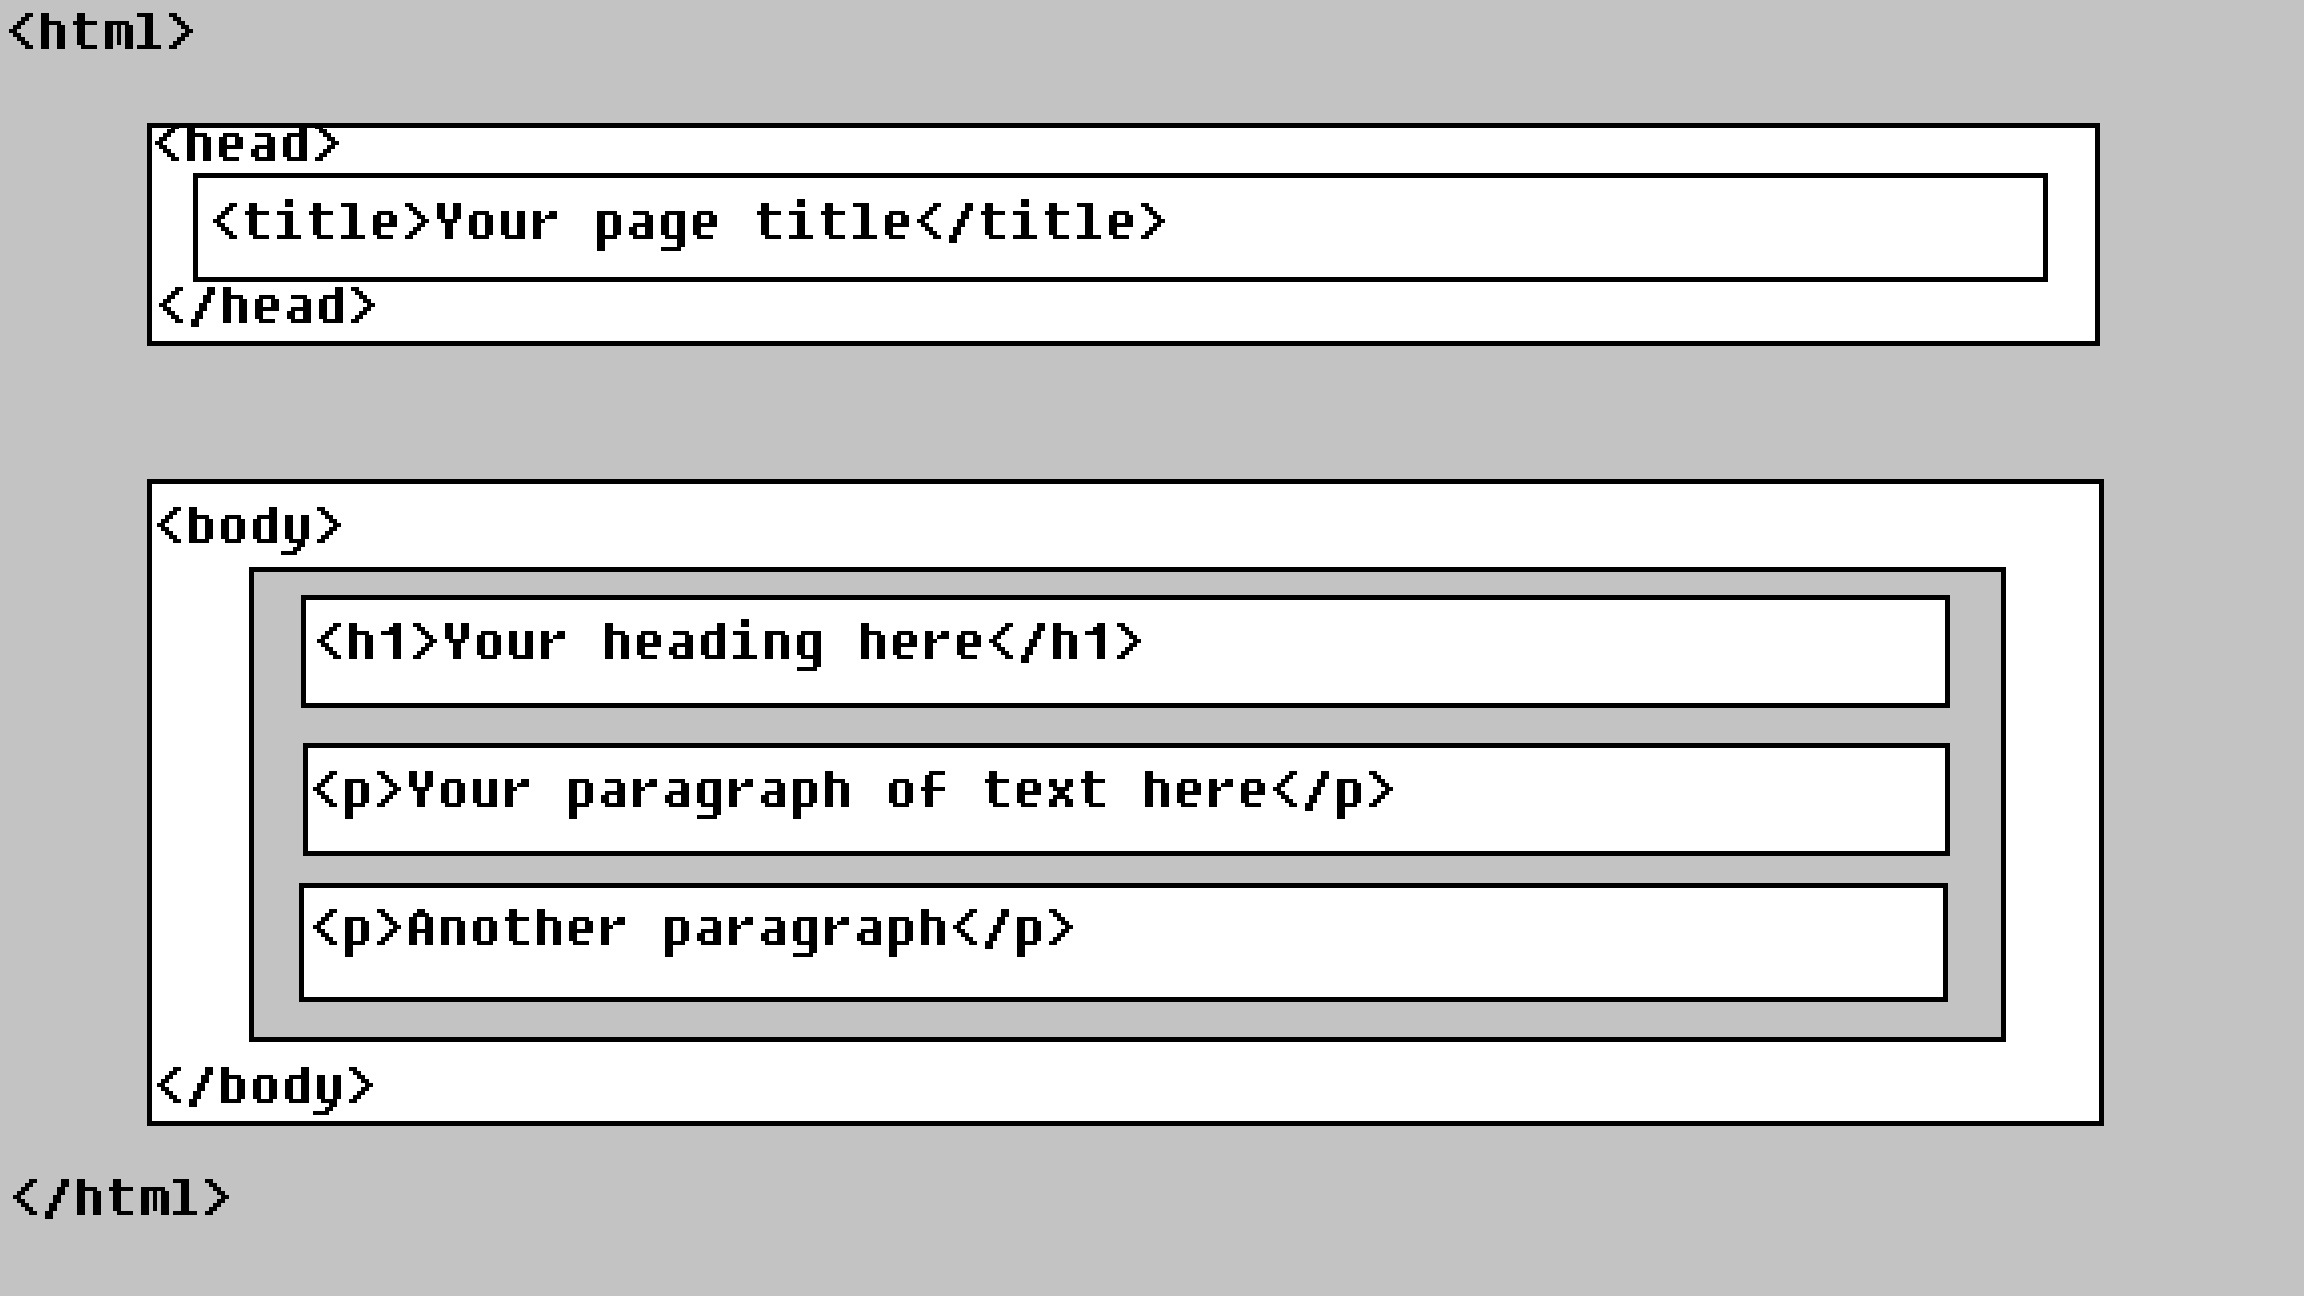 <html>
<head>
<title>Your page title</title>
</head>
<body>
<h1>Your heading here</h1>
<p>Your paragraph of text here</p>
<p>Another paragraph</p>
</body>
</html>